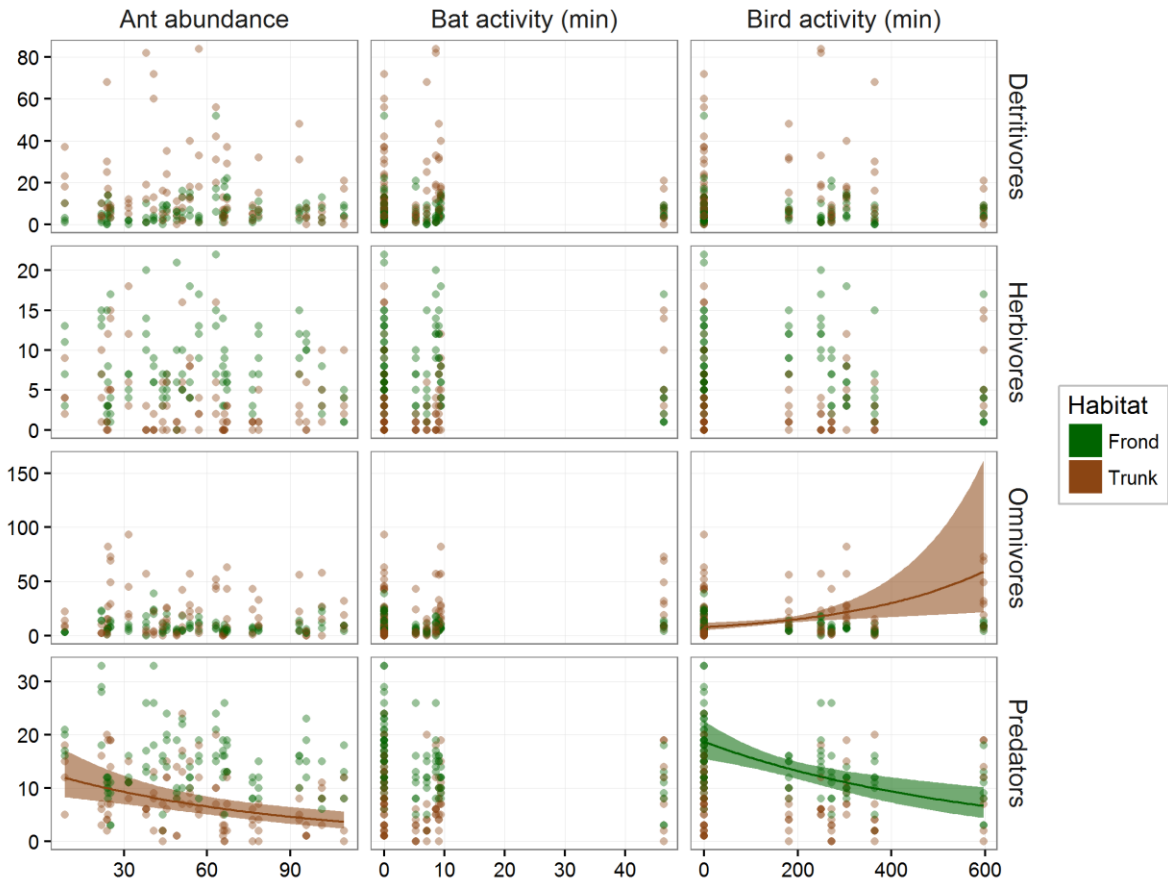 Ant abundance Bat activity (min) Bird activity (min)
80
60
40
20
0
Detritivores
20
15
10
5
0
Herbivores
150
100
50
0
Omnivores
30
20
10
0
Predators
30 60 90 0 10 20 30 40 0 200 400 600
Habitat
Frond
Trunk